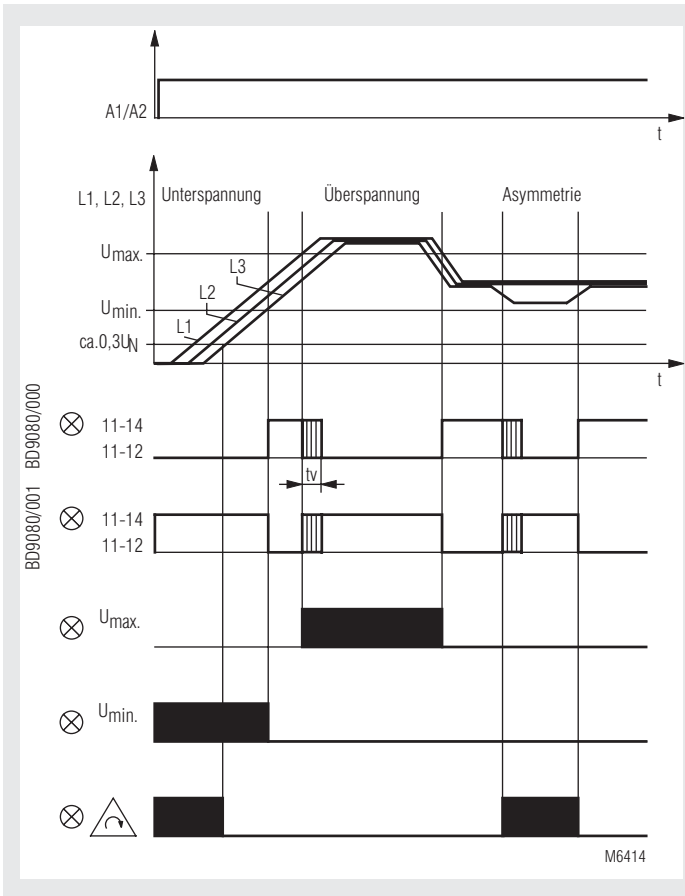 A1/A2
t
L1, L2, L3
Unterspannung
Überspannung
Asymmetrie
Umax.
L3
L2
Umin.
L1
ca.0,3UN
t
BD9080/000
11-14
11-12
tv
BD9080/001
11-14
11-12
Umax.
Umin.
M6414